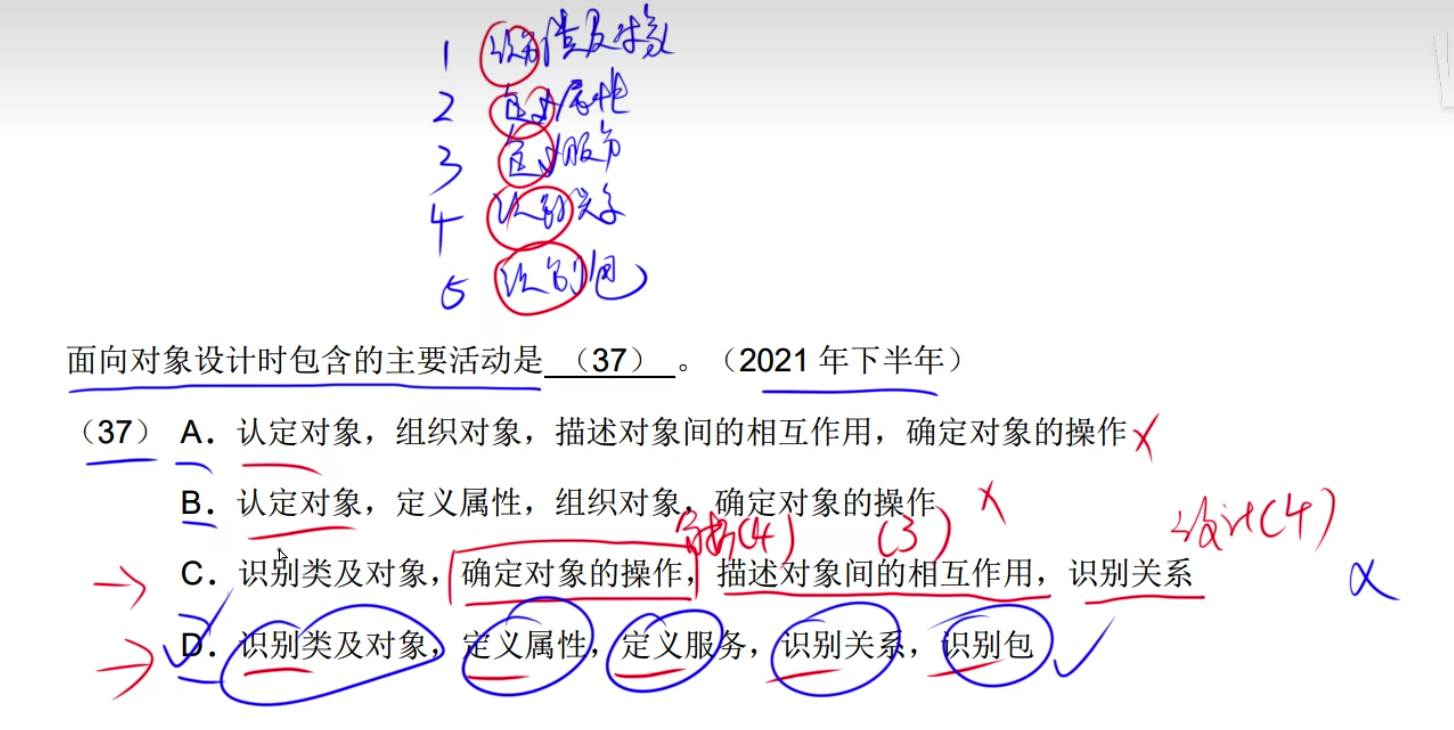 1 识别类及对象
2 定义属性
3 定义服务
4 识别关系
5 识别包
面向对象设计时包含的主要活动是 （37） 。（2021 年下半年）
（37） A．认定对象，组织对象，描述对象间的相互作用，确定对象的操作 ×
B．认定对象，定义属性，组织对象，确定对象的操作 ×
分析(4) (3) 设计(4)
C．识别类及对象，确定对象的操作，描述对象间的相互作用，识别关系
D．识别类及对象，定义属性，定义服务，识别关系，识别包